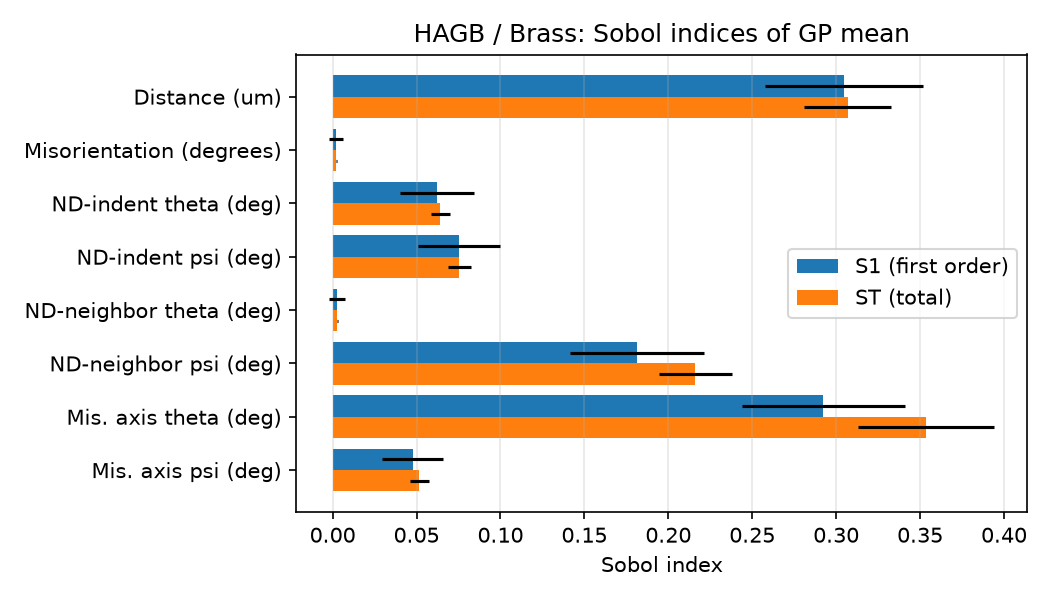 HAGB / Brass: Sobol indices of GP mean
Distance (um)
Misorientation (degrees)
ND-indent theta (deg)
ND-indent psi (deg)
ND-neighbor theta (deg)
ND-neighbor psi (deg)
Mis. axis theta (deg)
Mis. axis psi (deg)
S1 (first order)
ST (total)
0.00 0.05 0.10 0.15 0.20 0.25 0.30 0.35 0.40
Sobol index